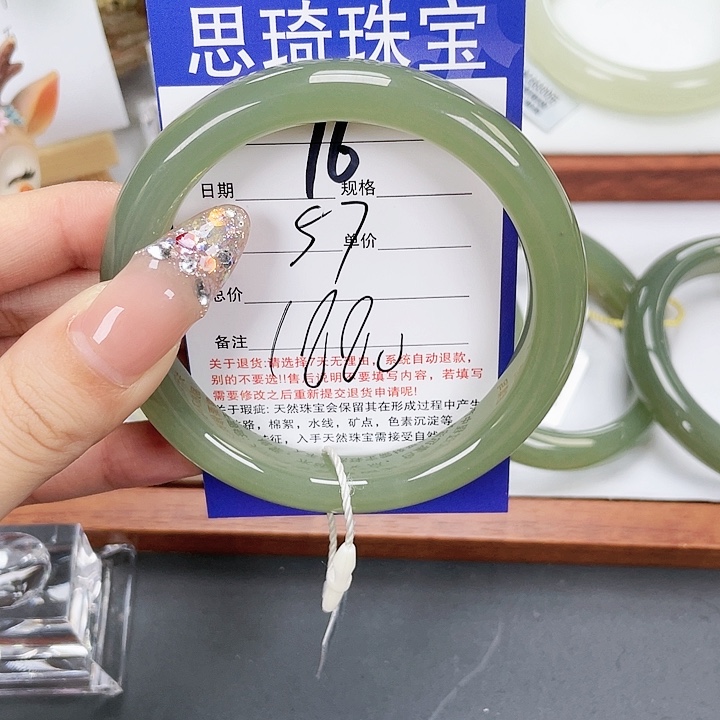 思琦珠宝
16
日期 规格
57
单价
总价
1880
备注
关于退货:请选择7天无理由，系统自动退款，
别的不要选!!售后说明不要填写内容，若填写
需要修改之后重新提交退货申请呢!
关于瑕疵: 天然珠宝会保留其在形成过程中产生
路，棉絮，水线，矿点，色素沉淀等
征，入手天然珠宝需接受自然